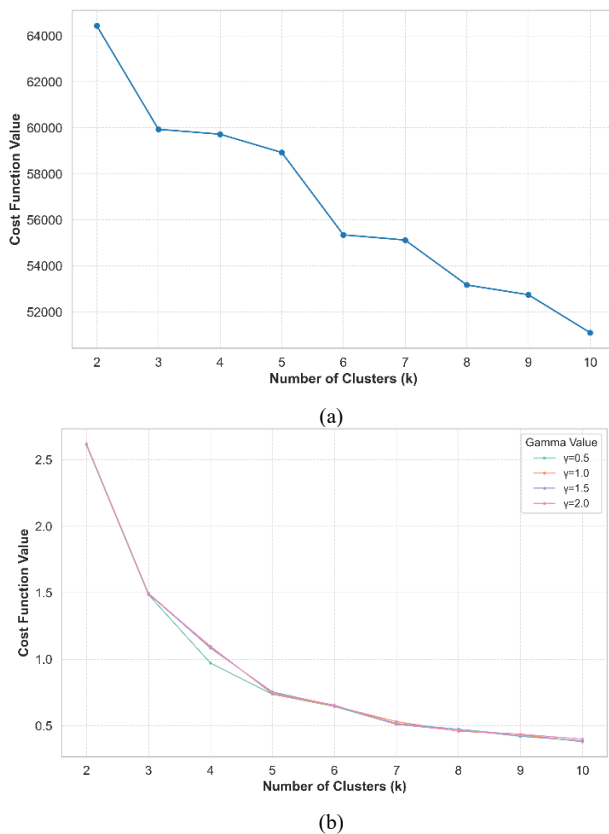 64000
62000
60000
58000
56000
54000
52000
Cost Function Value
2 3 4 5 6 7 8 9 10
Number of Clusters (k)
(a)
2.5
2.0
1.5
1.0
0.5
Cost Function Value
Gamma Value
γ=0.5
γ=1.0
γ=1.5
γ=2.0
2 3 4 5 6 7 8 9 10
Number of Clusters (k)
(b)